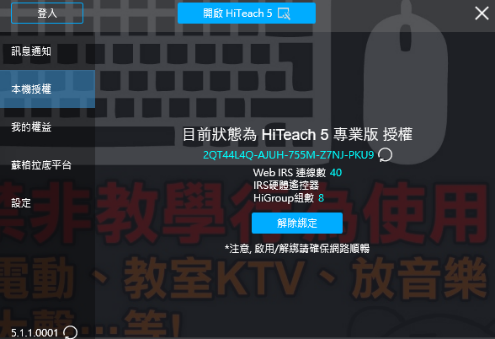 登入
開啟 HiTeach 5
訊息通知
本機授權
我的權益
蘇格拉底平台
設定
目前狀態為 HiTeach 5 專業版 授權
2QT44L4Q-AJUH-755M-Z7NJ-PKU9
Web IRS 連線數 40
IRS硬體遙控器
HiGroup組數 8
解除綁定
*注意, 啟用/解綁請確保網路順暢
非教學行為使用
電動、教室KTV、放音樂
5.1.1.0001